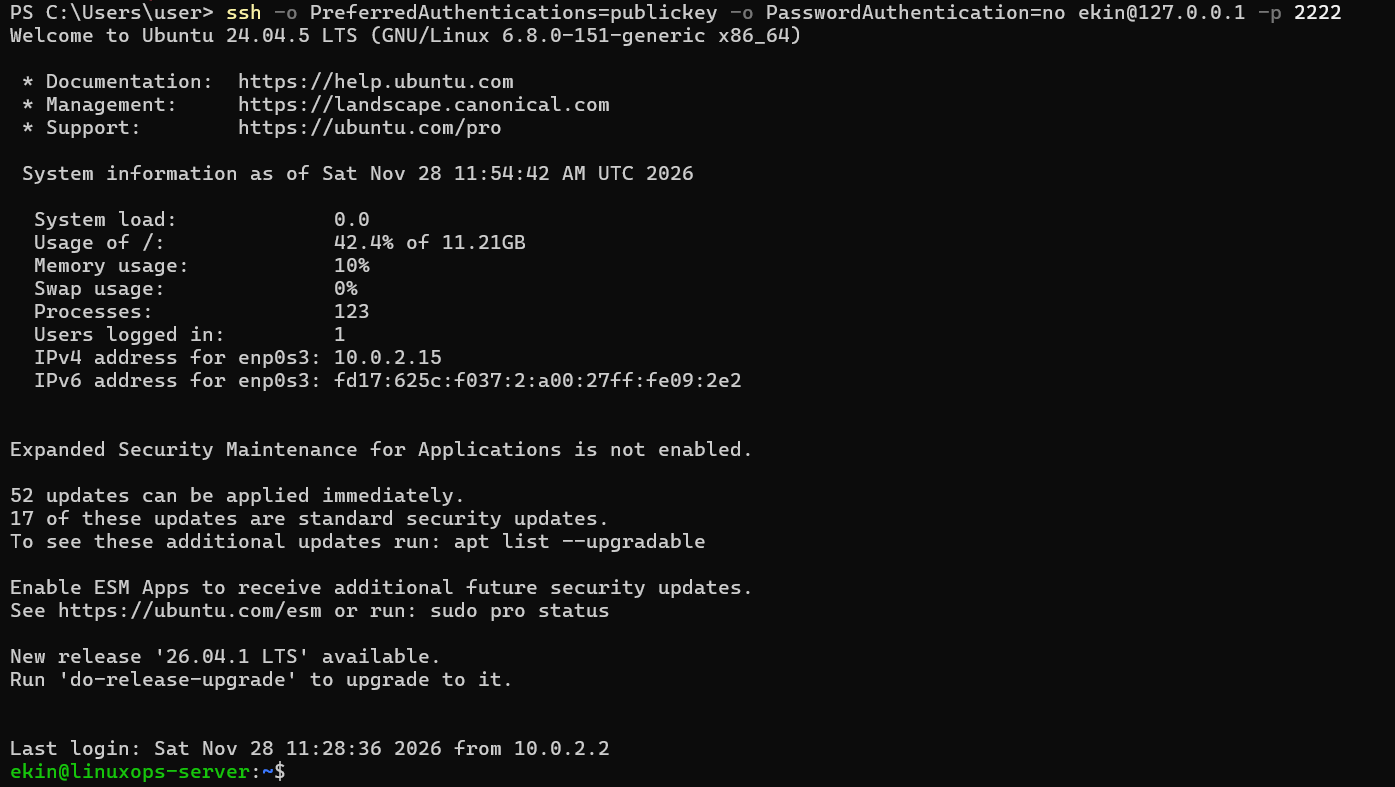 PS C:\Users\user> ssh -o PreferredAuthentications=publickey -o PasswordAuthentication=no ekin@127.0.0.1 -p 2222
Welcome to Ubuntu 24.04.5 LTS (GNU/Linux 6.8.0-151-generic x86_64)
* Documentation:  https://help.ubuntu.com
* Management:     https://landscape.canonical.com
* Support:        https://ubuntu.com/pro
System information as of Sat Nov 28 11:54:42 AM UTC 2026
System load:             0.0
Usage of /:              42.4% of 11.21GB
Memory usage:            10%
Swap usage:              0%
Processes:               123
Users logged in:         1
IPv4 address for enp0s3: 10.0.2.15
IPv6 address for enp0s3: fd17:625c:f037:2:a00:27ff:fe09:2e2
Expanded Security Maintenance for Applications is not enabled.
52 updates can be applied immediately.
17 of these updates are standard security updates.
To see these additional updates run: apt list --upgradable
Enable ESM Apps to receive additional future security updates.
See https://ubuntu.com/esm or run: sudo pro status
New release '26.04.1 LTS' available.
Run 'do-release-upgrade' to upgrade to it.
Last login: Sat Nov 28 11:28:36 2026 from 10.0.2.2
ekin@linuxops-server:~$